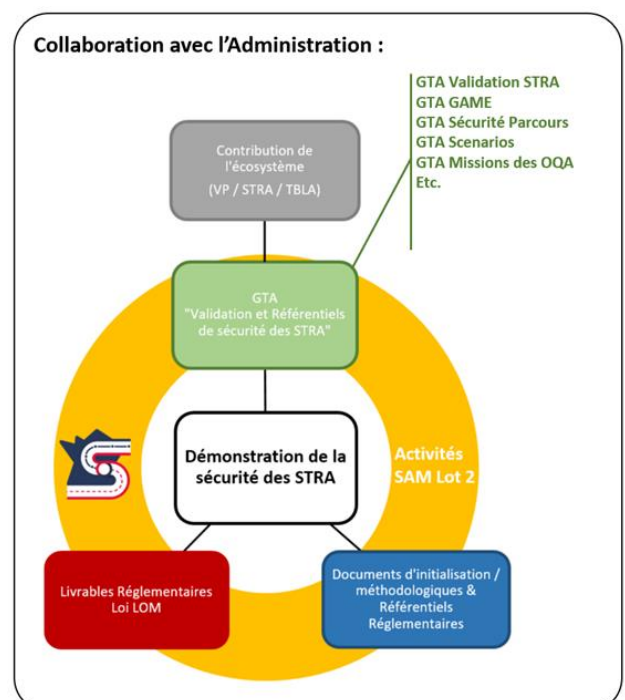 Collaboration avec l’Administration :
GTA Validation STRA
GTA GAME
GTA Sécurité Parcours
GTA Scenarios
GTA Missions des OQA
Etc.
Contribution de
l'écosystème
(VP / STRA / TBLA)
GTA
"Validation et Référentiels
de sécurité des STRA"
Démonstration de la
sécurité des STRA
Activités
SAM Lot 2
Livrables Réglementaires
Loi LOM
Documents d'initialisation /
méthodologiques &
Référentiels
Réglementaires